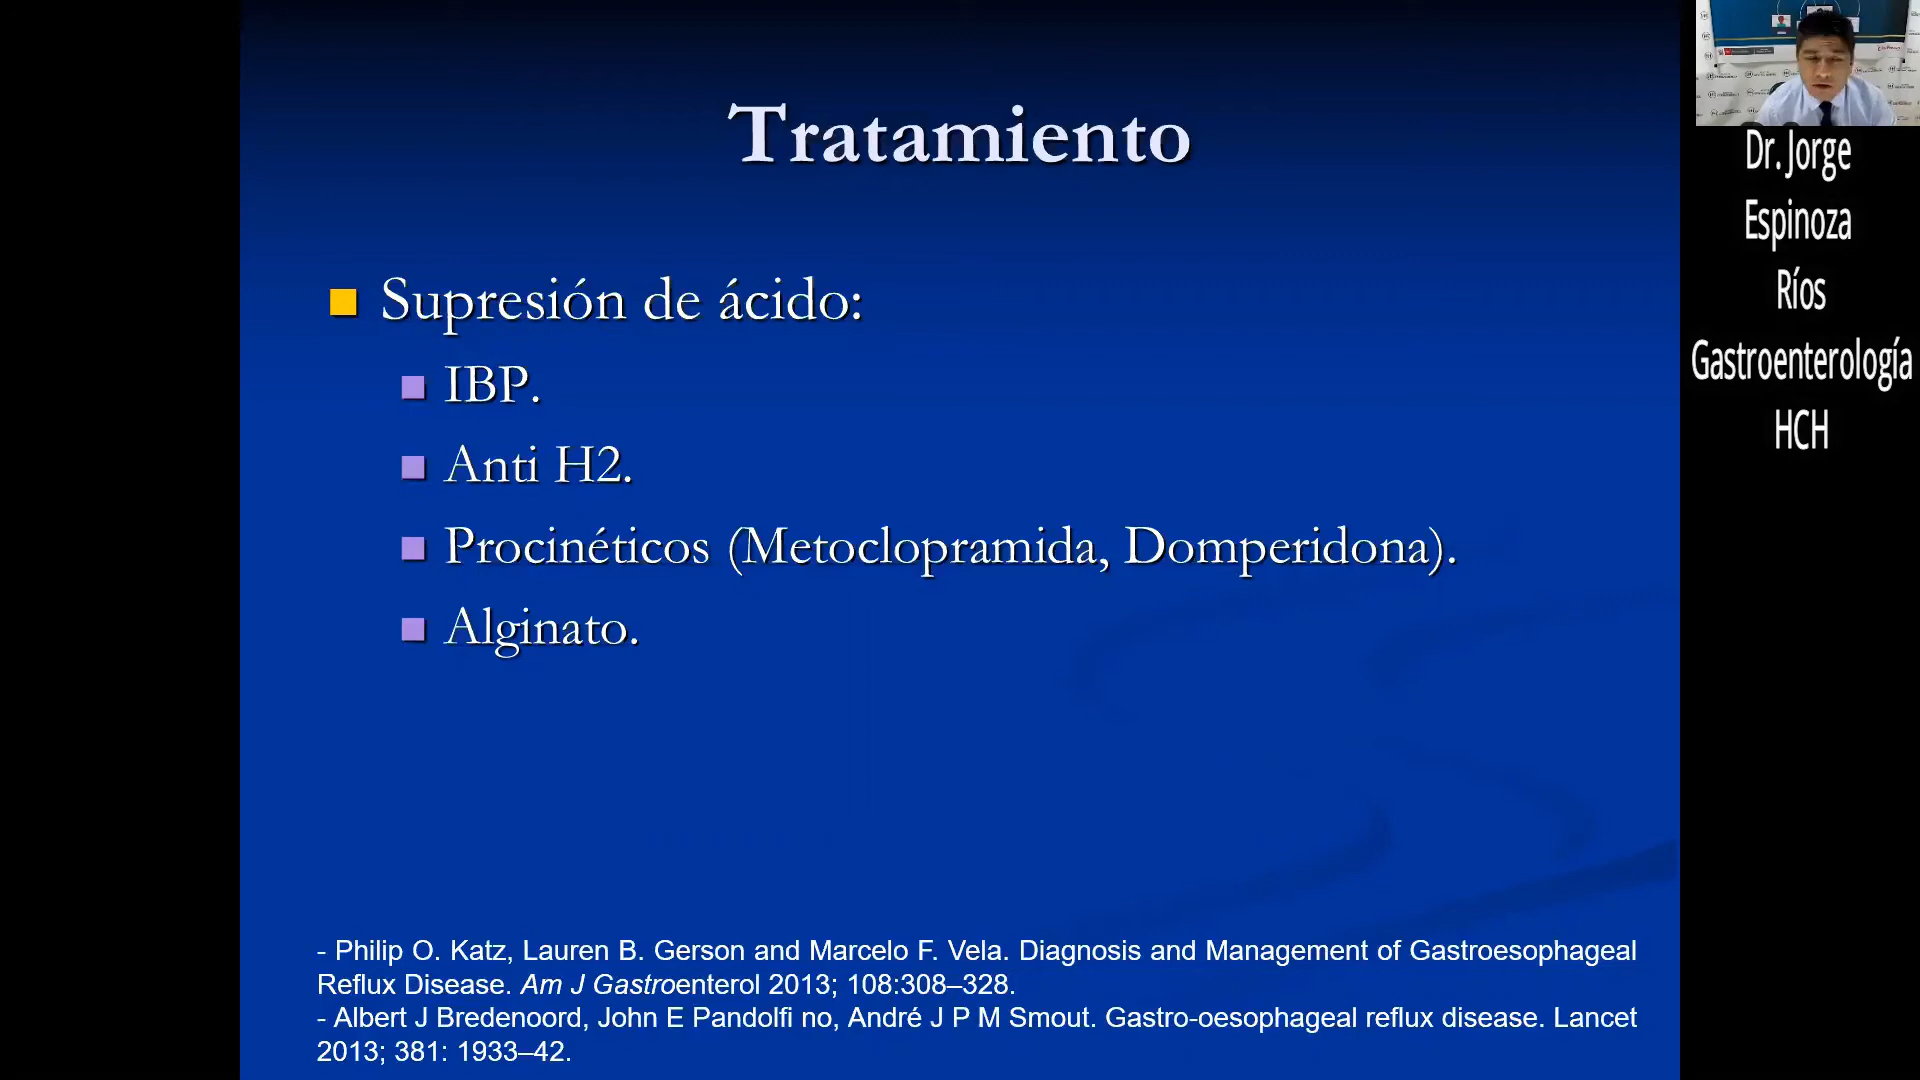 Tratamiento
Supresión de ácido:
IBP.
Anti H2.
Procinéticos (Metoclopramida, Domperidona).
Alginato.
- Philip O. Katz, Lauren B. Gerson and Marcelo F. Vela. Diagnosis and Management of Gastroesophageal
Reflux Disease. Am J Gastroenterol 2013; 108:308–328.
- Albert J Bredenoord, John E Pandolfi no, André J P M Smout. Gastro-oesophageal reflux disease. Lancet
2013; 381: 1933–42.
Dr. Jorge
Espinoza
Ríos
Gastroenterología
HCH